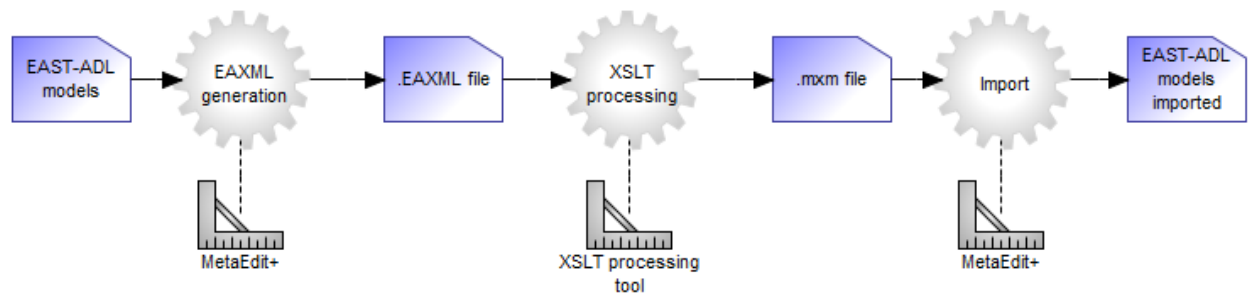 EAST-ADL
models
EAXML
generation
.EAXML file
XSLT
processing
.mxm file
Import
EAST-ADL
models
imported
MetaEdit+
XSLT processing
tool
MetaEdit+